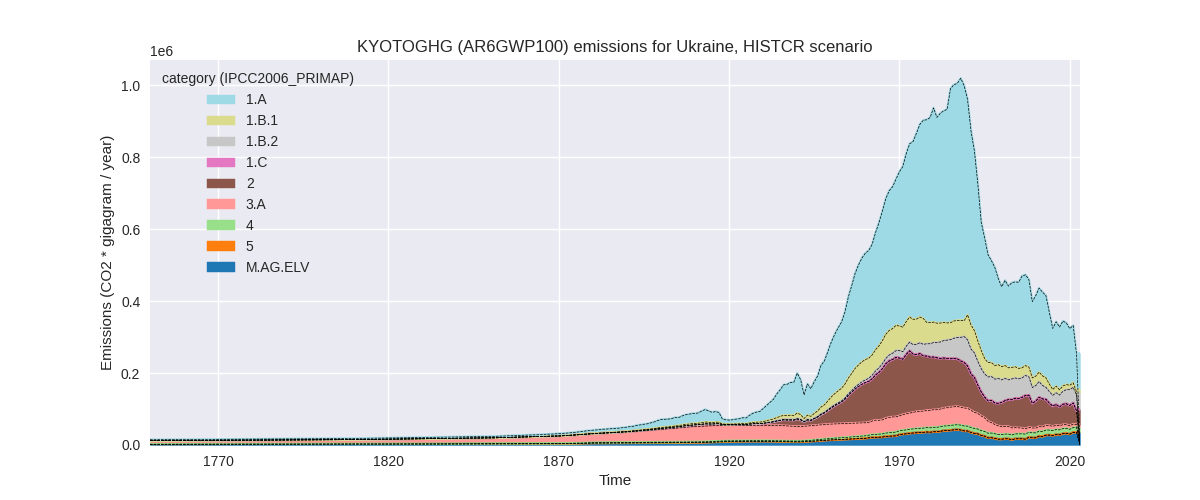 KYOTOGHG (AR6GWP100) emissions for Ukraine, HISTCR scenario
1e6
category (IPCC2006_PRIMAP)
1.A
1.B.1
1.B.2
1.C
2
3.A
4
5
M.AG.ELV
Emissions (CO2 * gigagram / year)
1.0
0.8
0.6
0.4
0.2
0.0
1770
1820
1870
1920
1970
2020
Time